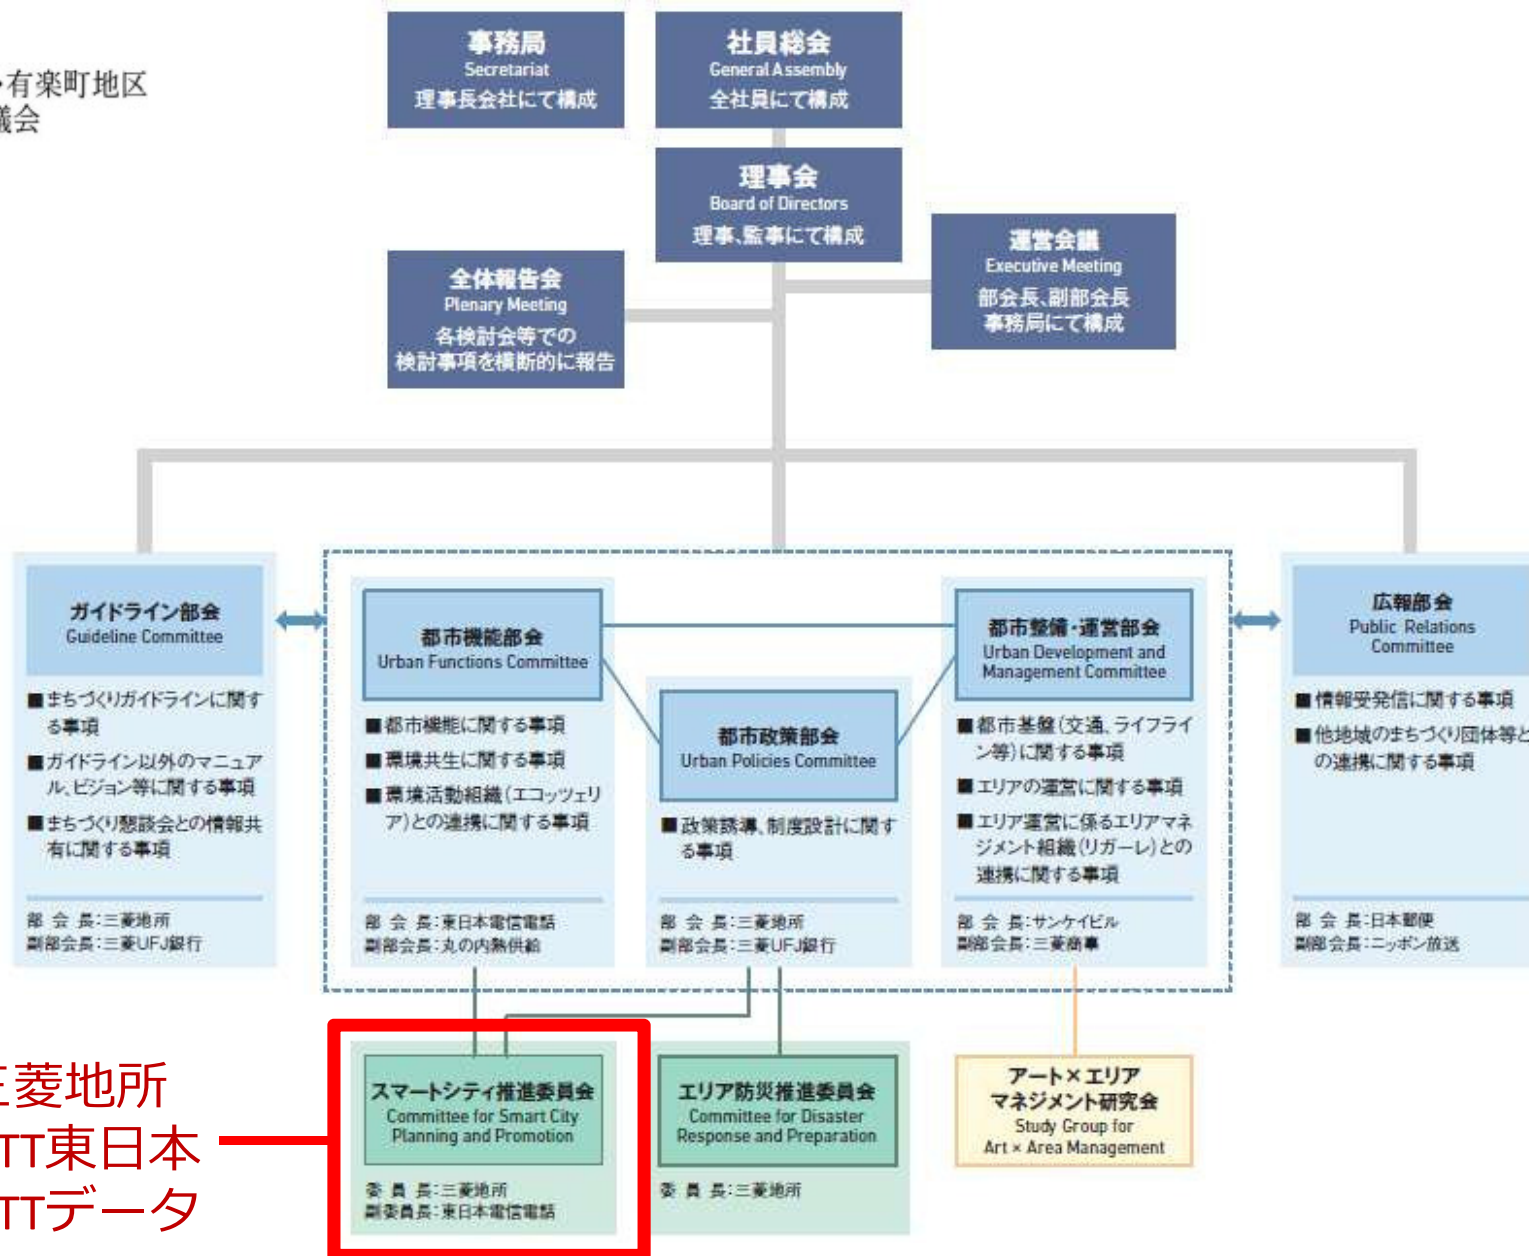 ・有楽町地区
議会
事務局
Secretariat
理事長会社にて構成
社員総会
General Assembly
全社員にて構成
理事会
Board of Directors
理事、監事にて構成
運営会議
Executive Meeting
部会長、副部会長
事務局にて構成
全体報告会
Plenary Meeting
各検討会等での
検討事項を横断的に報告
ガイドライン部会
Guideline Committee
■まちづくりガイドラインに関す
る事項
■ガイドライン以外のマニュア
ル、ビジョン等に関する事項
■まちづくり懇談会との情報共
有に関する事項
部 会 長:三菱地所
副部会長:三菱UFJ銀行
都市機能部会
Urban Functions Committee
■都市機能に関する事項
■環境共生に関する事項
■環境活動組織(エコッツェリ
ア)との連携に関する事項
部 会 長:東日本電信電話
副部会長:丸の内熱供給
都市政策部会
Urban Policies Committee
■政策誘導、制度設計に関す
る事項
部 会 長:三菱地所
副部会長:三菱UFJ銀行
都市整備・運営部会
Urban Development and
Management Committee
■都市基盤(交通、ライフライ
ン等)に関する事項
■エリアの運営に関する事項
■エリア運営に係るエリアマネ
ジメント組織(リガーレ)との
連携に関する事項
部 会 長:サンケイビル
副部会長:三菱商事
広報部会
Public Relations
Committee
■情報受発信に関する事項
■他地域のまちづくり団体等と
の連携に関する事項
部 会 長:日本郵便
副部会長:ニッポン放送
三菱地所
TT東日本
TTデータ
スマートシティ推進委員会
Committee for Smart City
Planning and Promotion
委 員 長:三菱地所
副委員長:東日本電信電話
エリア防災推進委員会
Committee for Disaster
Response and Preparation
委 員 長:三菱地所
アート×エリア
マネジメント研究会
Study Group for
Art × Area Management